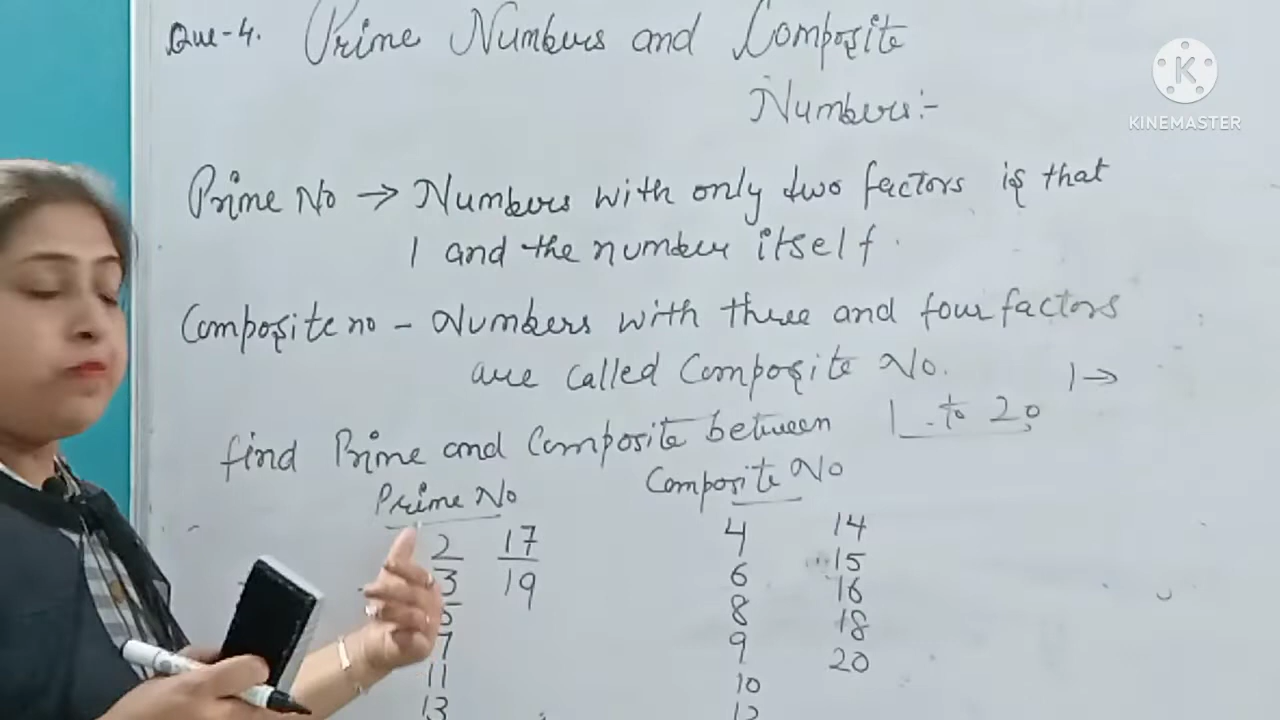 Que-4. Prime Numbers and Composite
Numbers:-
KINEMASTER
Prime No → Numbers with only two factors is that
1 and the number itself.
Composite no - Numbers with three and four factors
are called Composite No.
1 →
find Prime and Composite between 1 to 20
Prime No
2 17
3 19
5
7
11
13
Composite No
4 14
6 15
8 16
9 18
10 20
12